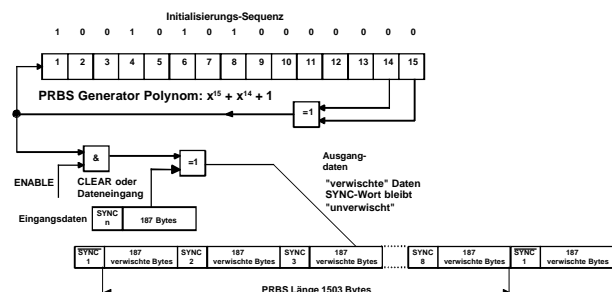 Initialisierungs-Sequenz
1 0 0 1 0 1 0 1 0 0 0 0 0 0 0
1 2 3 4 5 6 7 8 9 10 11 12 13 14 15
PRBS Generator Polynom: x¹⁵ + x¹⁴ + 1
=1
&
=1
ENABLE
CLEAR oder
Dateneingang
Ausgang-
daten
"verwischte" Daten
SYNC-Wort bleibt
"unverwischt"
Eingangsdaten
SYNC
n
187 Bytes
SYNC 187 SYNC 187 SYNC 187 SYNC 187 SYNC 187
1 verwischte Bytes 2 verwischte Bytes 3 verwischte Bytes 8 verwischte Bytes 1 verwischte Bytes
PRBS Länge 1503 Bytes